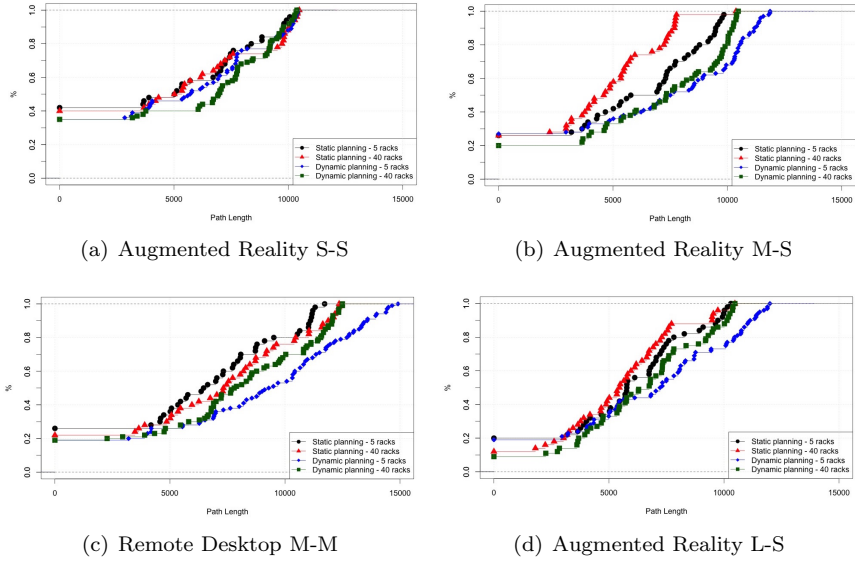 1.0
0.8
0.6
0.4
0.2
0.0
%
Static planning - 5 racks
Static planning - 40 racks
Dynamic planning - 5 racks
Dynamic planning - 40 racks
0
5000
10000
15000
Path Length
(a) Augmented Reality S-S
1.0
0.8
0.6
0.4
0.2
0.0
%
Static planning - 5 racks
Static planning - 40 racks
Dynamic planning - 5 racks
Dynamic planning - 40 racks
0
5000
10000
15000
Path Length
(b) Augmented Reality M-S
1.0
0.8
0.6
0.4
0.2
0.0
%
Static planning - 5 racks
Static planning - 40 racks
Dynamic planning - 5 racks
Dynamic planning - 40 racks
0
5000
10000
15000
Path Length
(c) Remote Desktop M-M
1.0
0.8
0.6
0.4
0.2
0.0
%
Static planning - 5 racks
Static planning - 40 racks
Dynamic planning - 5 racks
Dynamic planning - 40 racks
0
5000
10000
15000
Path Length
(d) Augmented Reality L-S